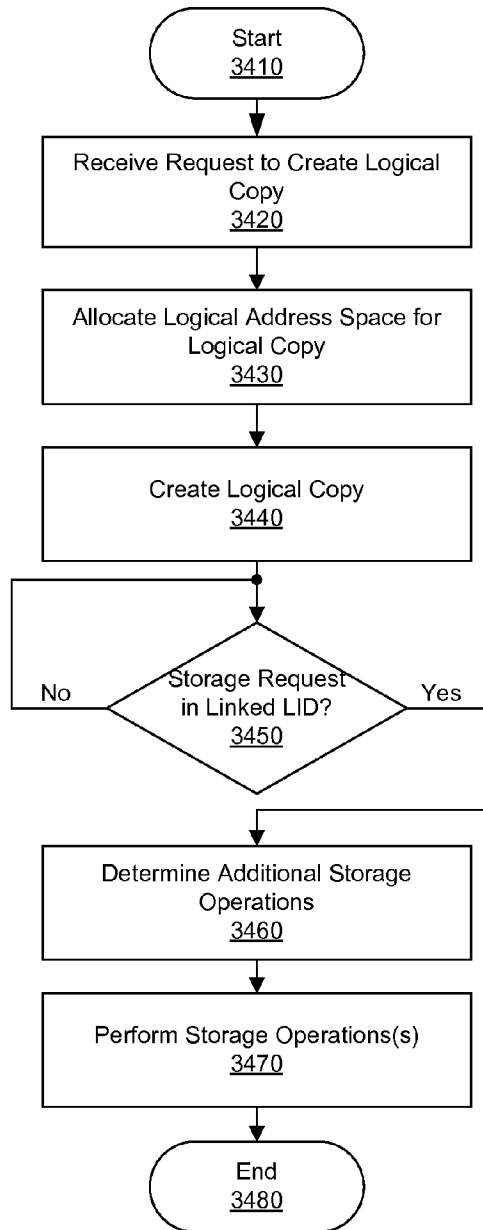 Start
3410
Receive Request to Create Logical
Copy
3420
Allocate Logical Address Space for
Logical Copy
3430
Create Logical Copy
3440
Storage Request
No
in Linked LID?
Yes
3450
Determine Additional Storage
Operations
3460
Perform Storage Operations(s)
3470
End
3480